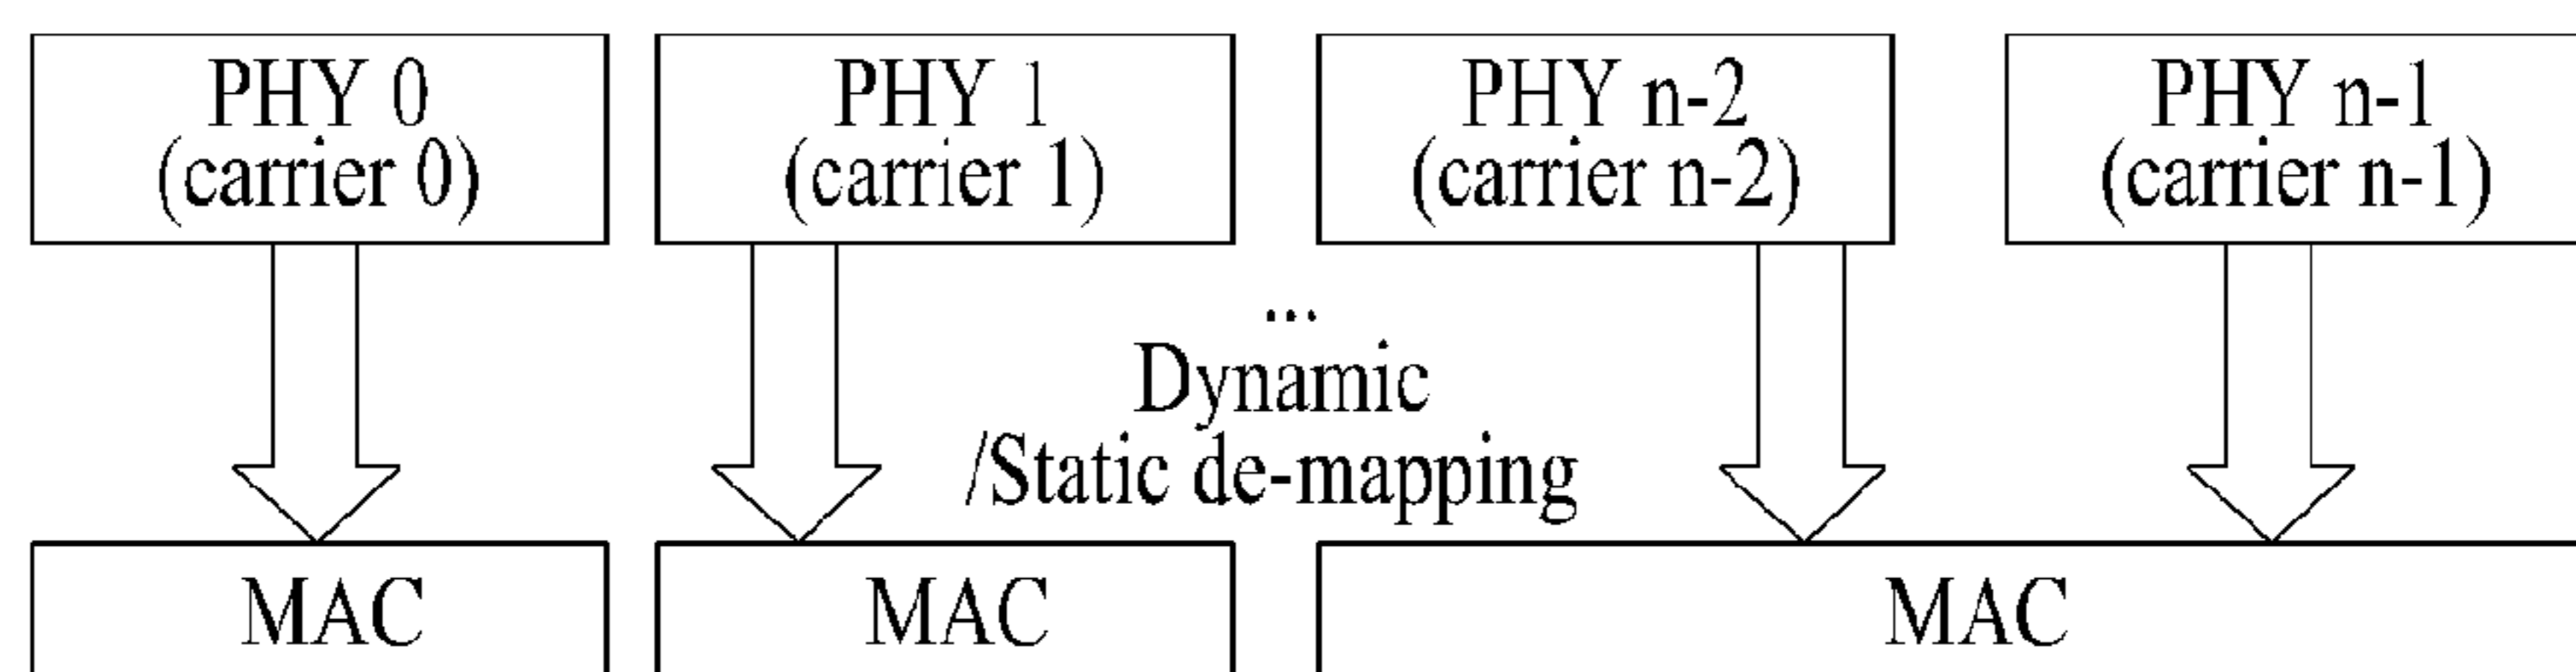 PHY 0
(carrier 0)
PHY 1
(carrier 1)
PHY n-2
(carrier n-2)
PHY n-1
(carrier n-1)
...
Dynamic
/Static de-mapping
MAC
MAC
MAC